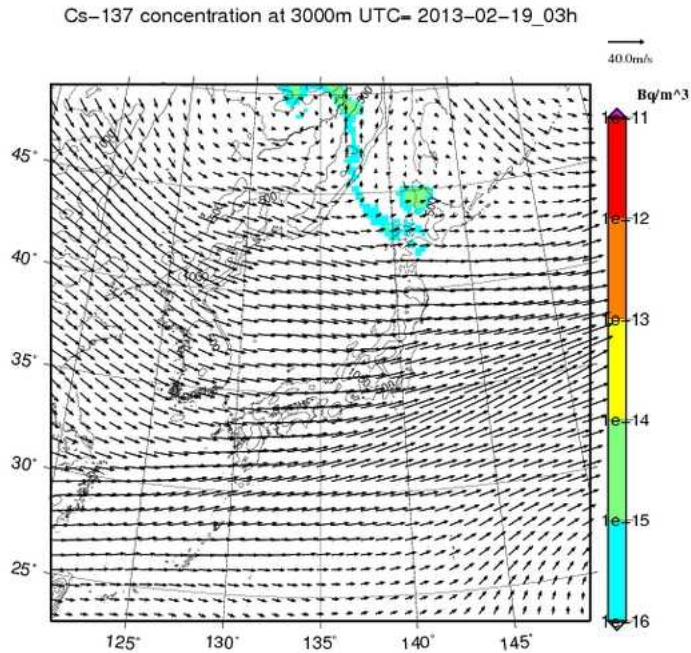 Cs-137 concentration at 3000m UTC= 2013-02-19_03h
40.0m/s
Bq/m^3
1e-11
1e-12
1e-13
1e-14
1e-15
1e-16
45°
40°
35°
30°
25°
125° 130° 135° 140° 145°